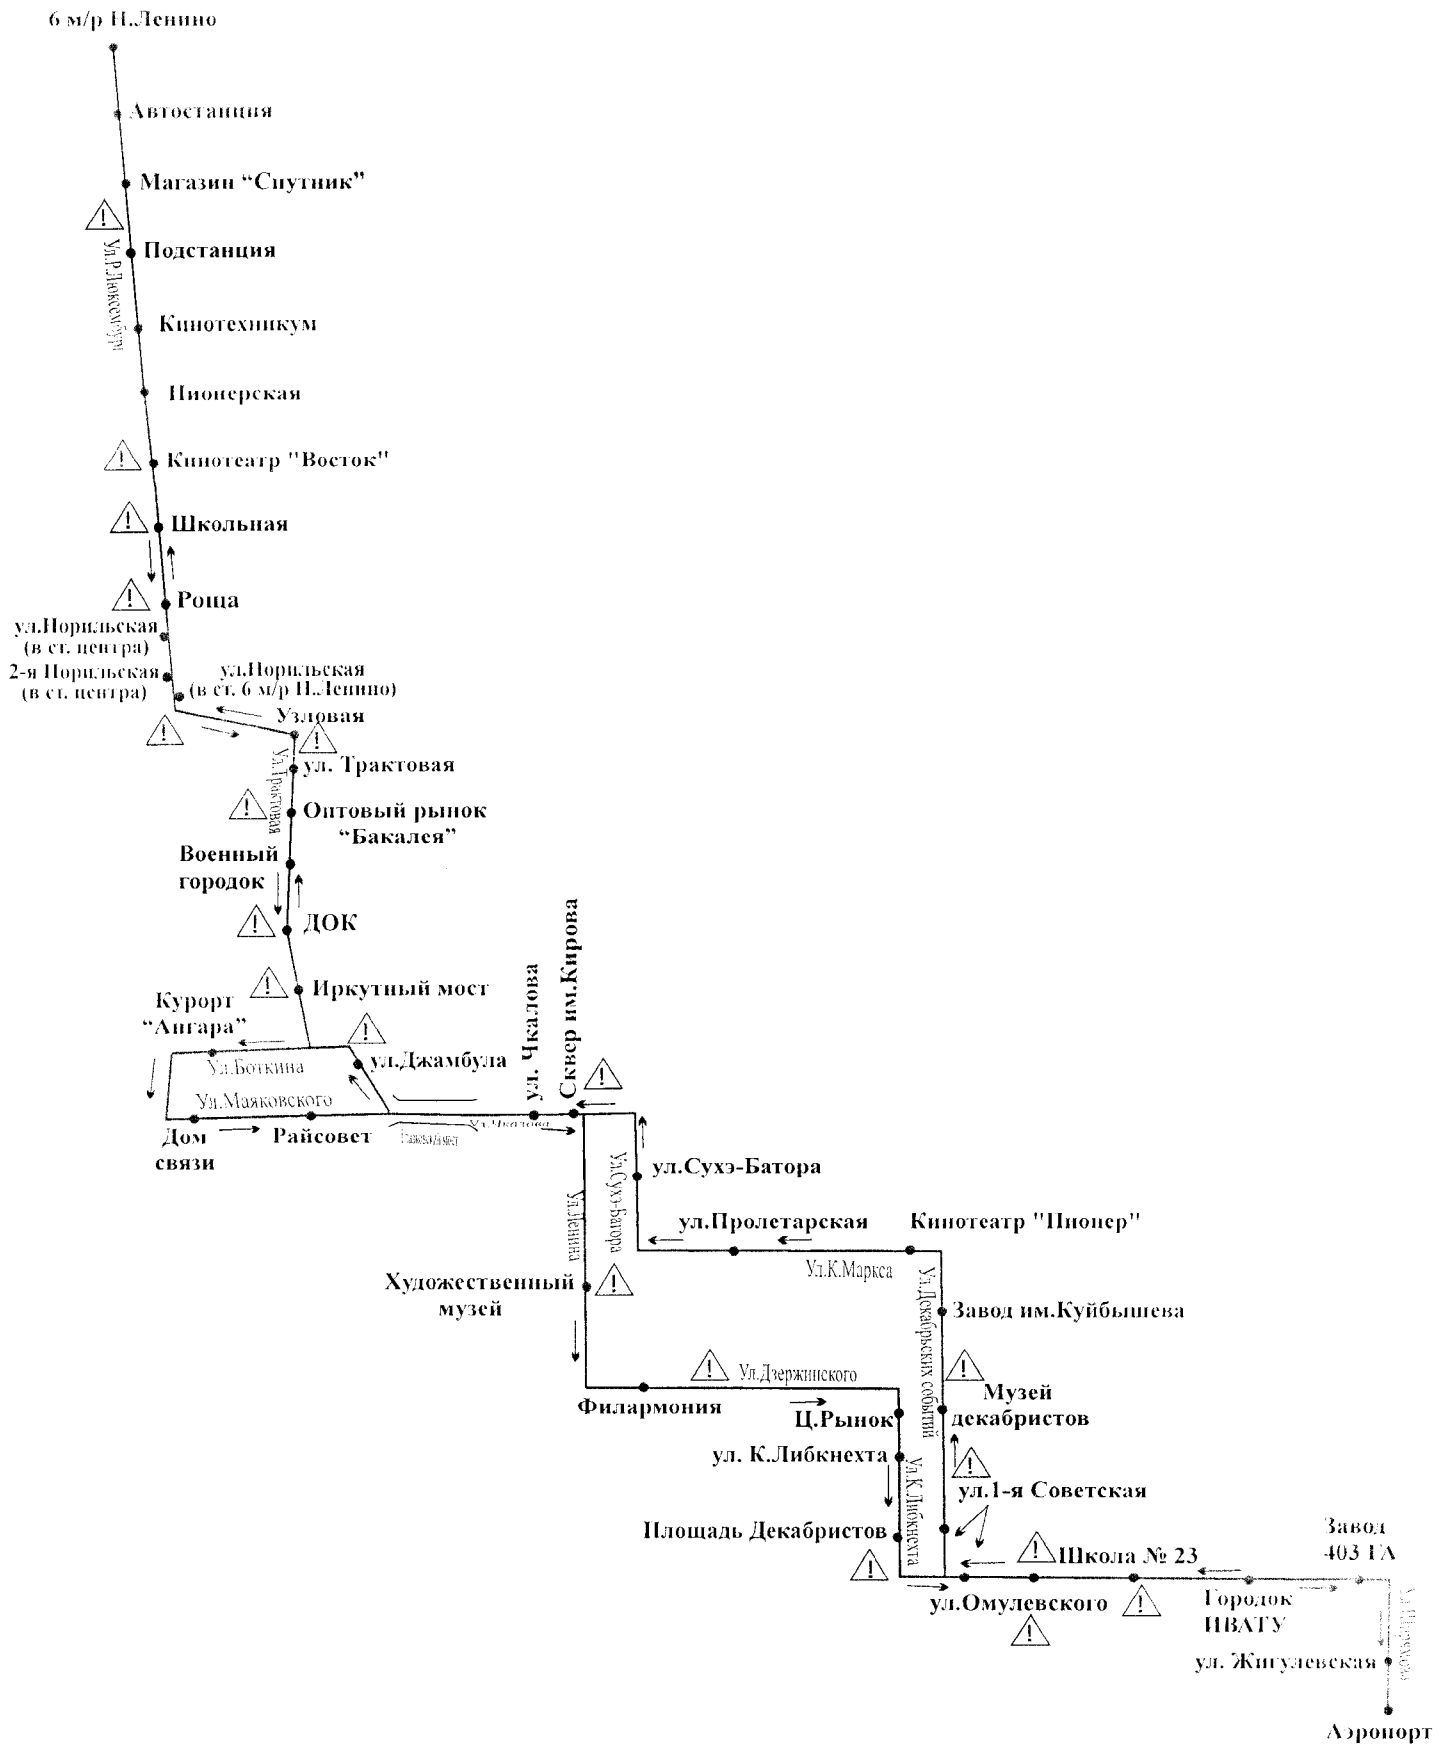 6 м/р Н.Ленино
Автостанция
Магазин “Спутник”
Подстанция
Ул.Р.Люксембург
Кинотехникум
Пионерская
Кинотеатр "Восток"
Школьная
Роща
ул.Норильская
(в ст. центра)
2-я Норильская
(в ст. центра)
ул.Норильская
(в ст. 6 м/р Н.Ленино)
Узловая
ул. Трактовая
Ул.Трактовая
Оптовый рынок
“Бакалея”
Военный
городок
ДОК
Иркутный мост
Курорт
“Ангара”
Ул.Боткина
ул.Джамбула
Ул.Маяковского
Дом
связи
Райсовет
Ул.Чкалова
ул. Чкалова
Сквер им.Кирова
ул.Сухэ-Батора
Ул.Сухэ-Батора
Ул.Ленина
ул.Пролетарская
Кинотеатр "Пионер"
Ул.К.Маркса
Художественный
музей
Ул.Декабрьских событий
Завод им.Куйбышева
Ул.Дзержинского
Филармония
Музей
декабристов
Ц.Рынок
ул. К.Либкнехта
Ул.К.Либкнехта
ул.1-я Советская
Площадь Декабристов
Школа № 23
ул.Омулевского
Завод
403 ГА
Городок
ИВАТУ
ул. Жигулевская
Аэропорт